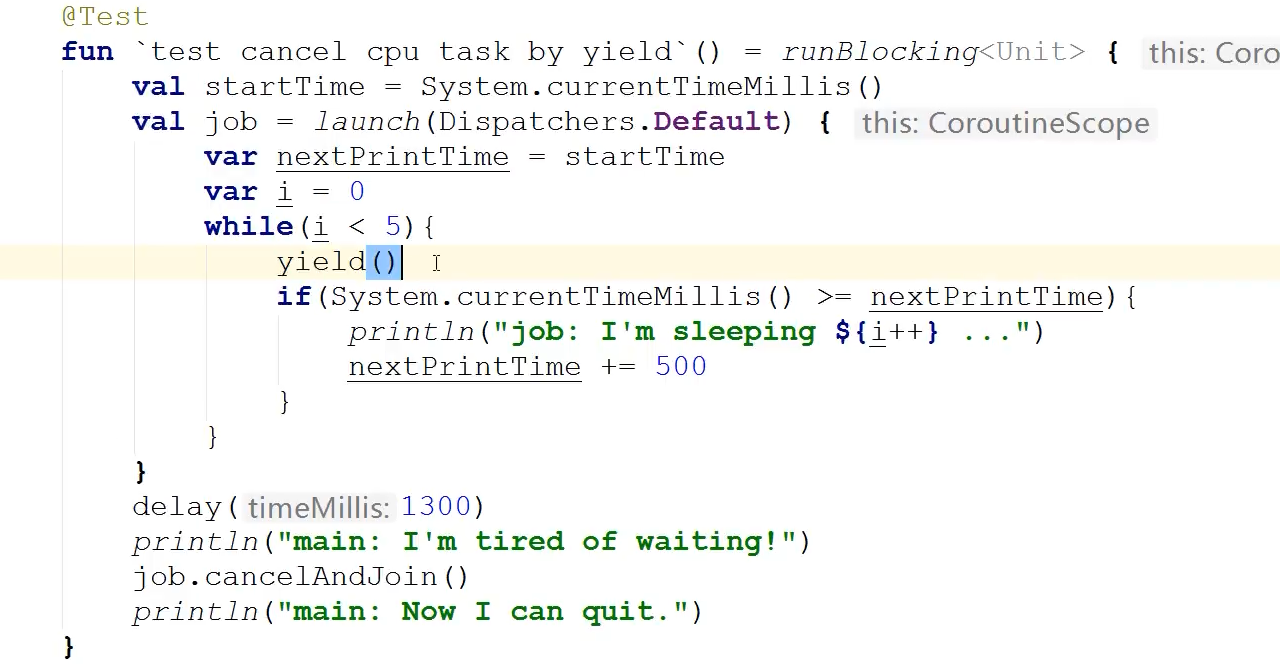 @Test
fun `test cancel cpu task by yield`() = runBlocking<Unit> { this: Coro
val startTime = System.currentTimeMillis()
val job = launch(Dispatchers.Default) { this: CoroutineScope
var nextPrintTime = startTime
var i = 0
while(i < 5){
yield()
if(System.currentTimeMillis() >= nextPrintTime){
println("job: I'm sleeping ${i++} ...")
nextPrintTime += 500
}
}
}
delay( timeMillis: 1300)
println("main: I'm tired of waiting!")
job.cancelAndJoin()
println("main: Now I can quit.")
}